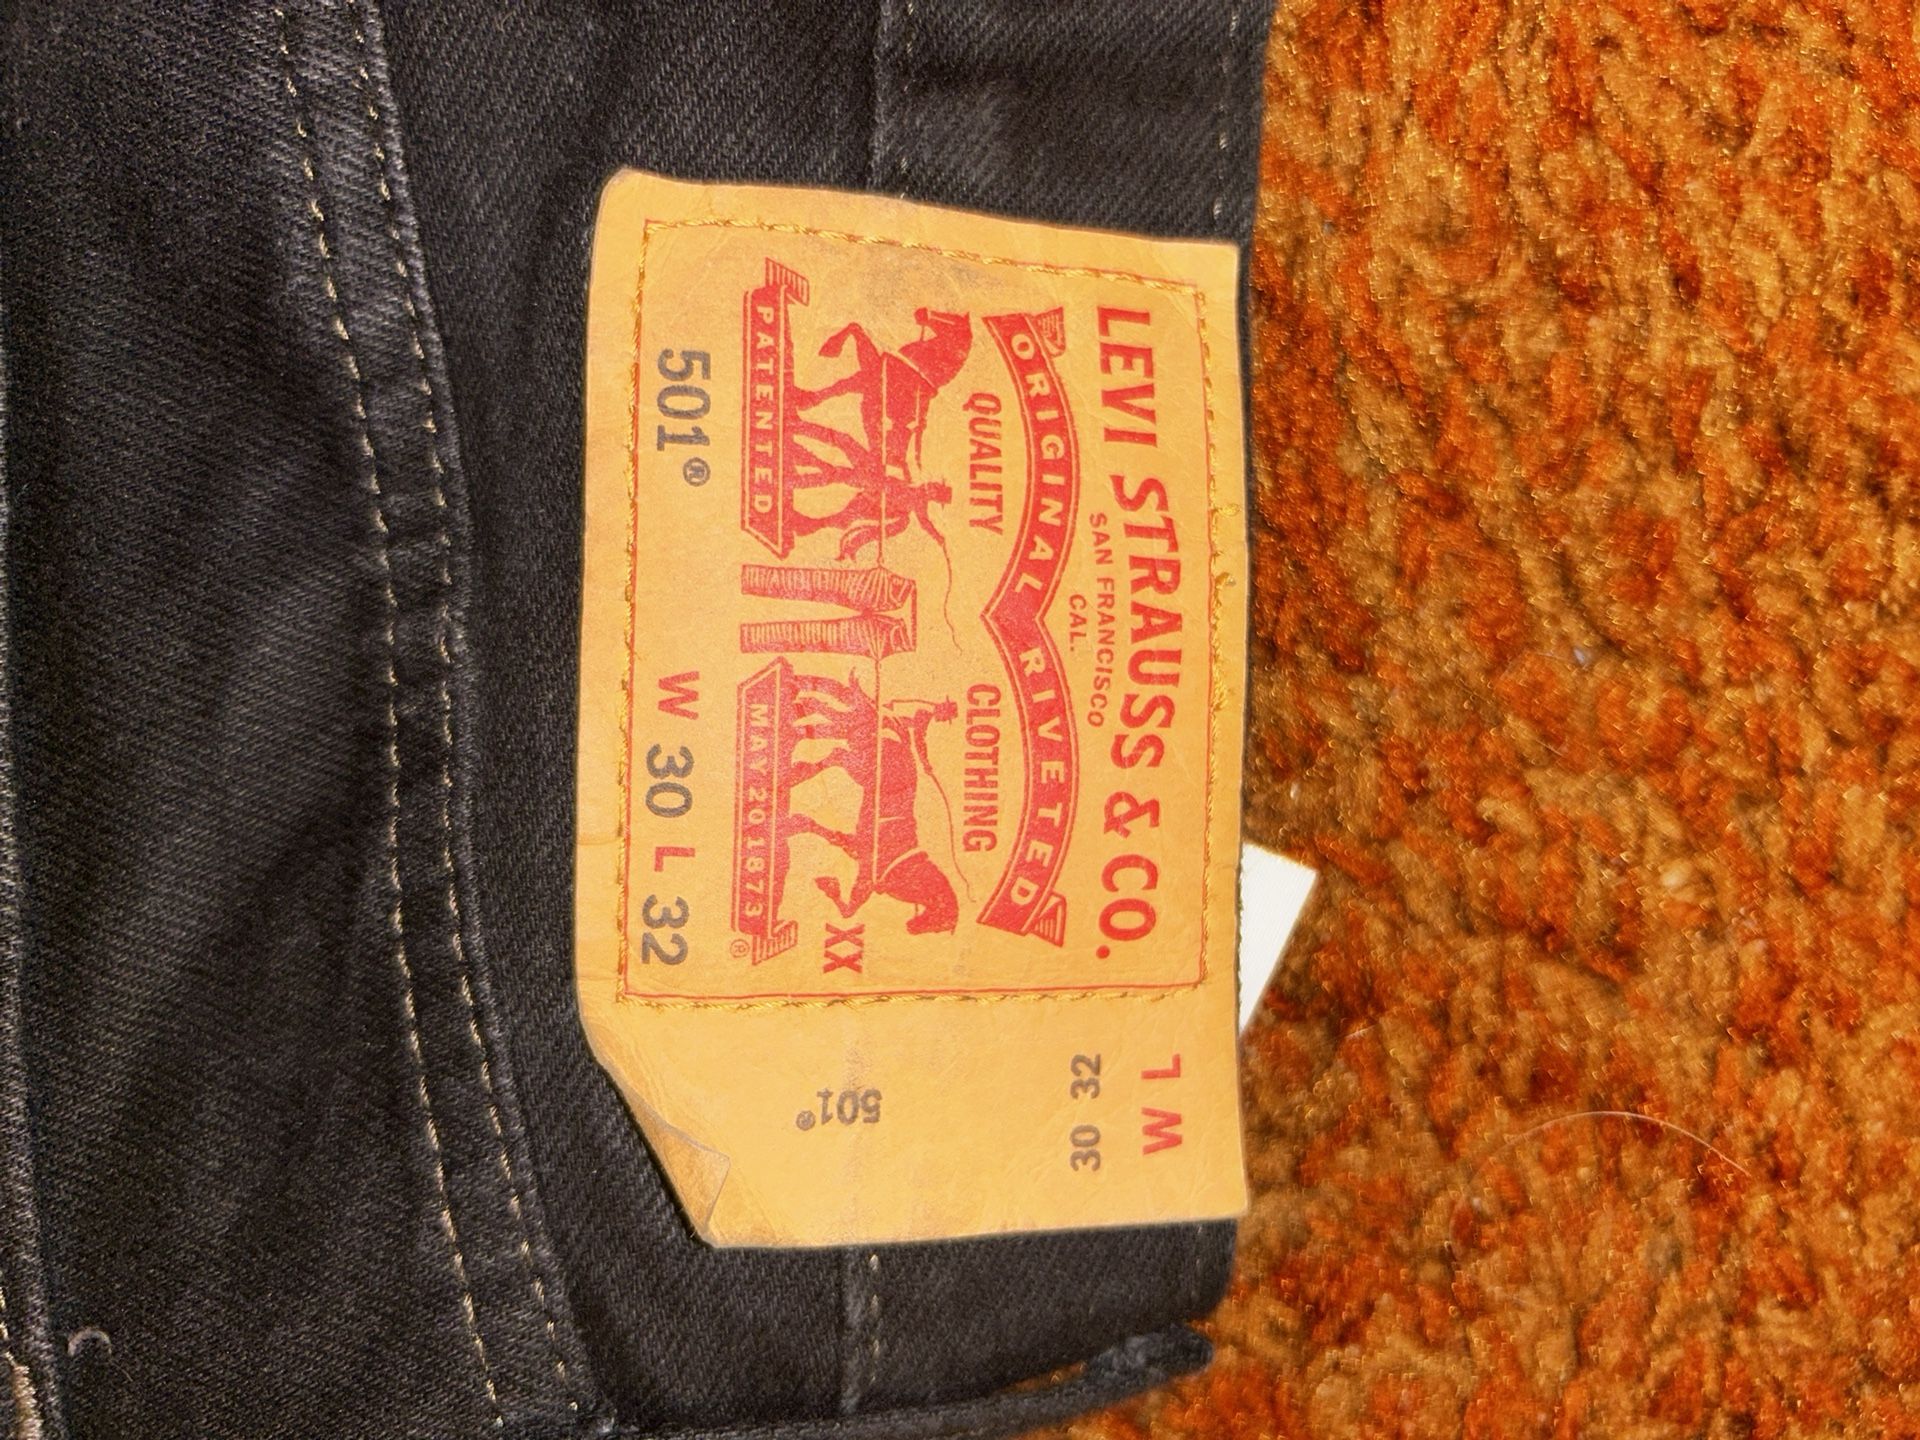 LEVI STRAUSS & CO.
SAN FRANCISCO
CAL.
ORIGINAL RIVETED
QUALITY CLOTHING
XX
PATENTED MAY 20 1873 ®
501® W 30 L 32
W L
30 32
501®